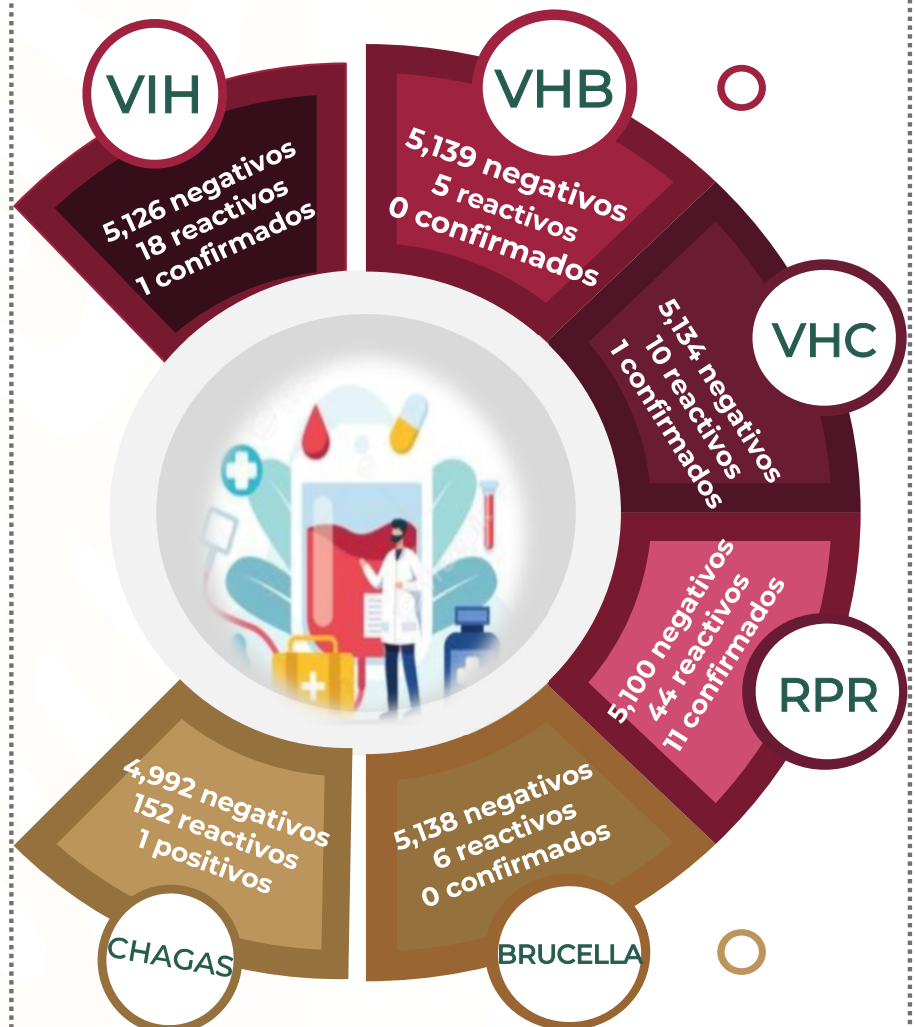 VIH
5,126 negativos
18 reactivos
1 confirmados
VHB
5,139 negativos
5 reactivos
0 confirmados
VHC
5,134 negativos
10 reactivos
1 confirmados
RPR
5,100 negativos
44 reactivos
11 confirmados
BRUCELLA
5,138 negativos
6 reactivos
0 confirmados
CHAGAS
4,992 negativos
152 reactivos
1 positivos